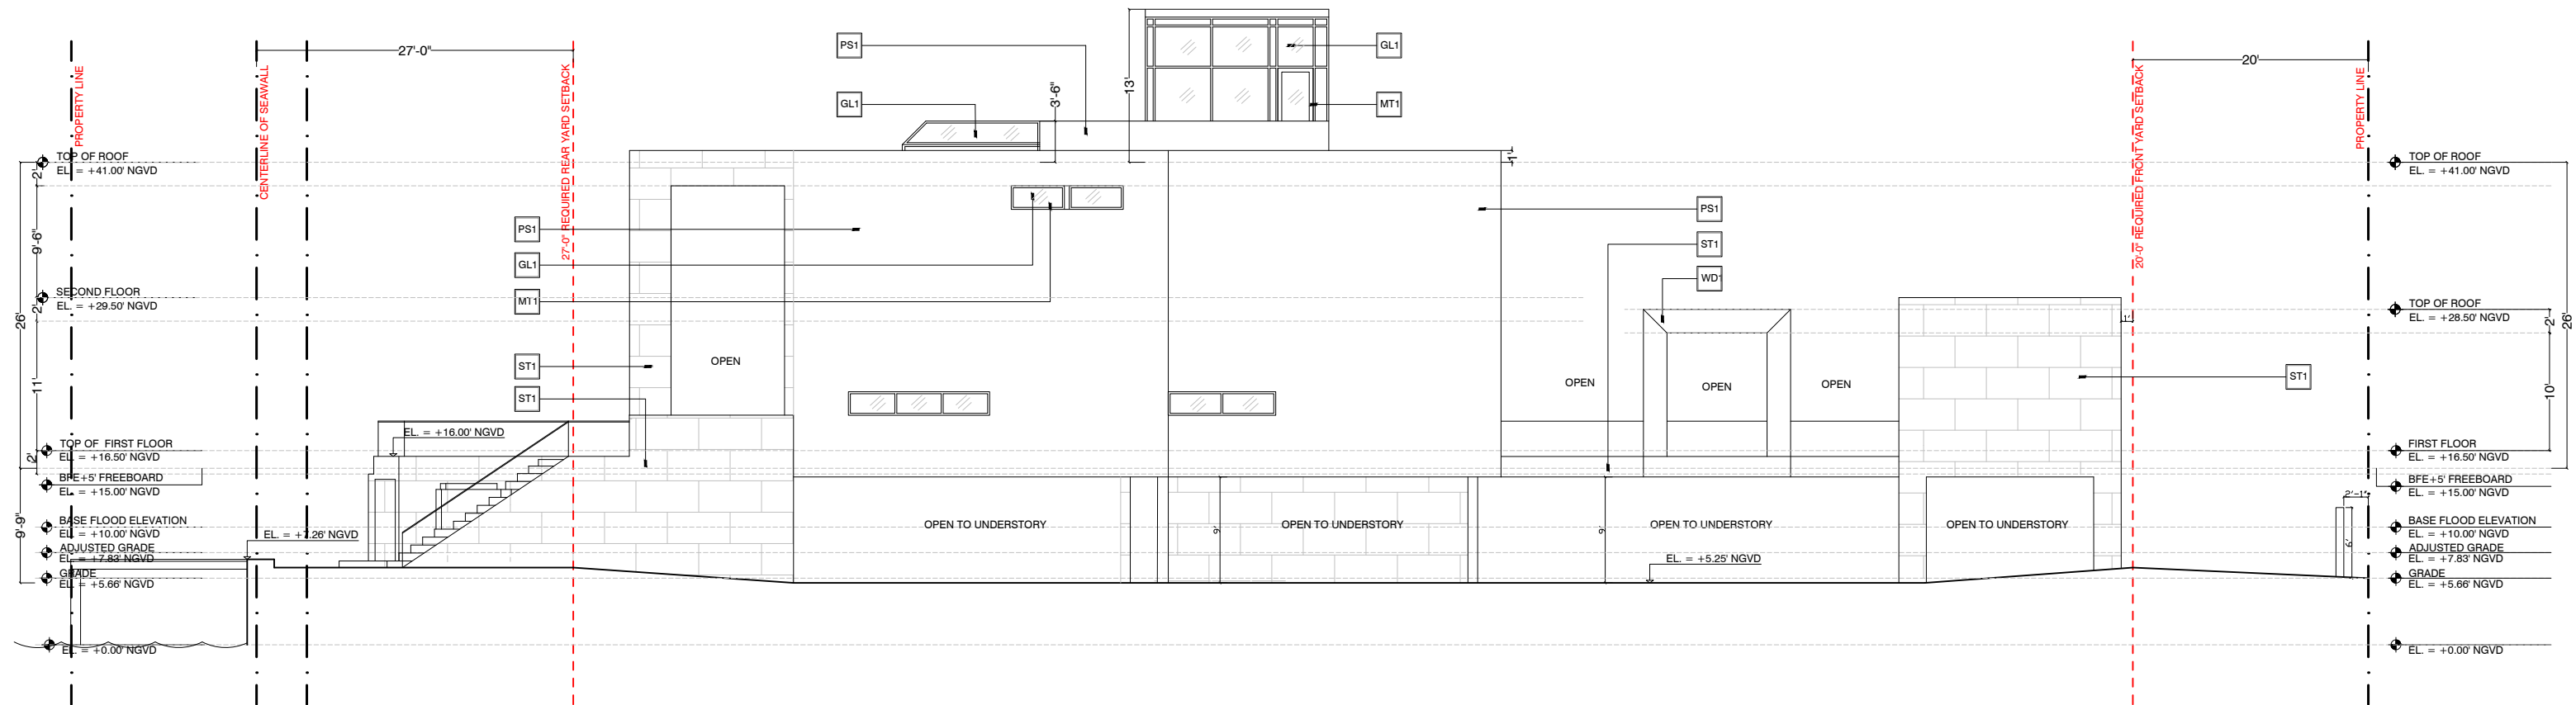 27'-0"
PROPERTY LINE
CENTERLINE OF SEAWALL
27'-0" REQUIRED REAR YARD SETBACK
TOP OF ROOF
EL. = +41.00' NGVD
SECOND FLOOR
EL. = +29.50' NGVD
TOP OF FIRST FLOOR
EL. = +16.50' NGVD
BFE+5' FREEBOARD
EL. = +15.00' NGVD
BASE FLOOD ELEVATION
EL. = +10.00' NGVD
ADJUSTED GRADE
EL. = +7.83' NGVD
GRADE
EL. = +5.66' NGVD
EL. = +0.00' NGVD
2'
9'-6"
2'
11'
2'
26'
9'-9"
EL. = +7.26' NGVD
EL. = +16.00' NGVD
PS1
GL1
PS1
GL1
MT1
ST1
ST1
OPEN
3'-6"
13'
GL1
MT1
1'
PS1
ST1
WD1
OPEN
OPEN
OPEN
OPEN TO UNDERSTORY
9'
OPEN TO UNDERSTORY
9'
OPEN TO UNDERSTORY
EL. = +5.25' NGVD
OPEN TO UNDERSTORY
1'
ST1
20'
20'-0" REQUIRED FRONT YARD SETBACK
PROPERTY LINE
2'-1"
6'
TOP OF ROOF
EL. = +41.00' NGVD
TOP OF ROOF
EL. = +28.50' NGVD
FIRST FLOOR
EL. = +16.50' NGVD
BFE+5' FREEBOARD
EL. = +15.00' NGVD
BASE FLOOD ELEVATION
EL. = +10.00' NGVD
ADJUSTED GRADE
EL. = +7.83' NGVD
GRADE
EL. = +5.66' NGVD
EL. = +0.00' NGVD
2'
10'
26'